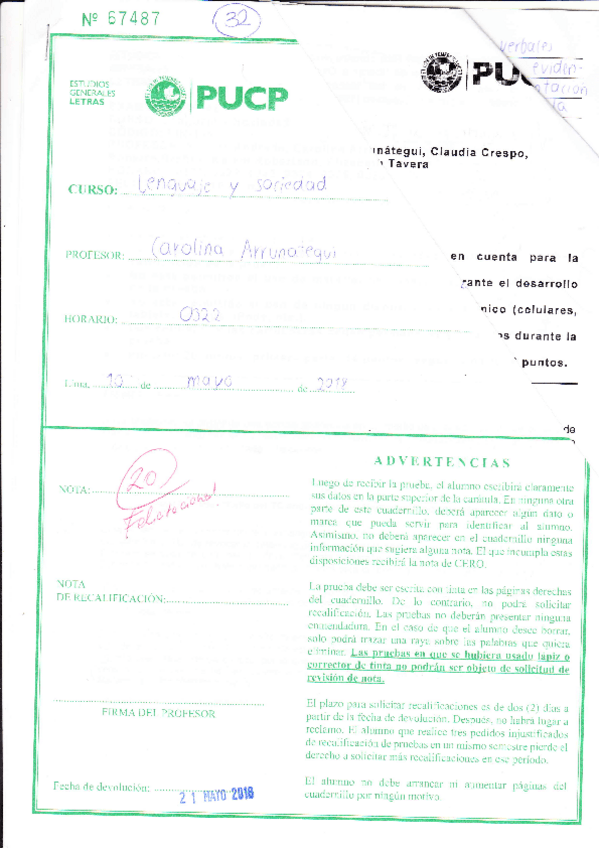 Nº 67487
32
verbales
eviden-
ESTUDIOS
GENERALES
LETRAS
PUCP
átegui, Claudia Crespo,
Tavera
CURSO: Lenguaje y sociedad
PROFESOR: Carolina Arrunátegui
en cuenta para la
rante el desarrollo
HORARIO: 0322
nico (celulares,
os durante la
puntos.
Lima, 10 de mayo de 2018
de
ADVERTENCIAS
NOTA: 20
Felicitaciones!
Luego de recibir la prueba, el alumno escribirá claramente
sus datos en la parte superior de la carátula. En ninguna otra
parte de este cuadernillo, deberá aparecer algún dato o
marca que pueda servir para identificar al alumno.
Asimismo, no deberá aparecer en el cuadernillo ninguna
información que sugiera alguna nota. El que incumpla estas
disposiciones recibirá la nota de CERO.
NOTA
DE RECALIFICACIÓN:
La prueba debe ser escrita con tinta en las páginas derechas
del cuadernillo. De lo contrario, no podrá solicitar
recalificación. Las pruebas no deberán presentar ninguna
enmendadura. En el caso de que el alumno desee borrar,
solo podrá trazar una raya sobre las palabras que quiera
eliminar. Las pruebas en que se hubiera usado lápiz o
corrector de tinta no podrán ser objeto de solicitud de
revisión de nota.
FIRMA DEL PROFESOR
El plazo para solicitar recalificaciones es de dos (2) días a
partir de la fecha de devolución. Después, no habrá lugar a
reclamo. El alumno que realice tres pedidos injustificados
de recalificación de pruebas en un mismo semestre pierde el
derecho a solicitar más recalificaciones en ese periodo.
El alumno no debe arrancar ni aumentar páginas del
cuadernillo por ningún motivo.
Fecha de devolución: 21 MAYO 2018